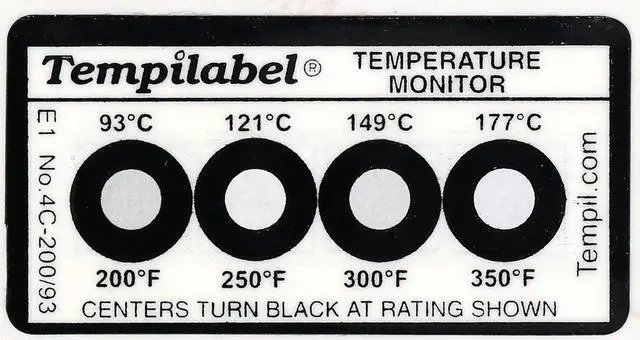 Tempilabel® TEMPERATURE MONITOR
E1 No.4C-200/93
93°C 121°C 149°C 177°C
200°F 250°F 300°F 350°F
Tempil.com
CENTERS TURN BLACK AT RATING SHOWN